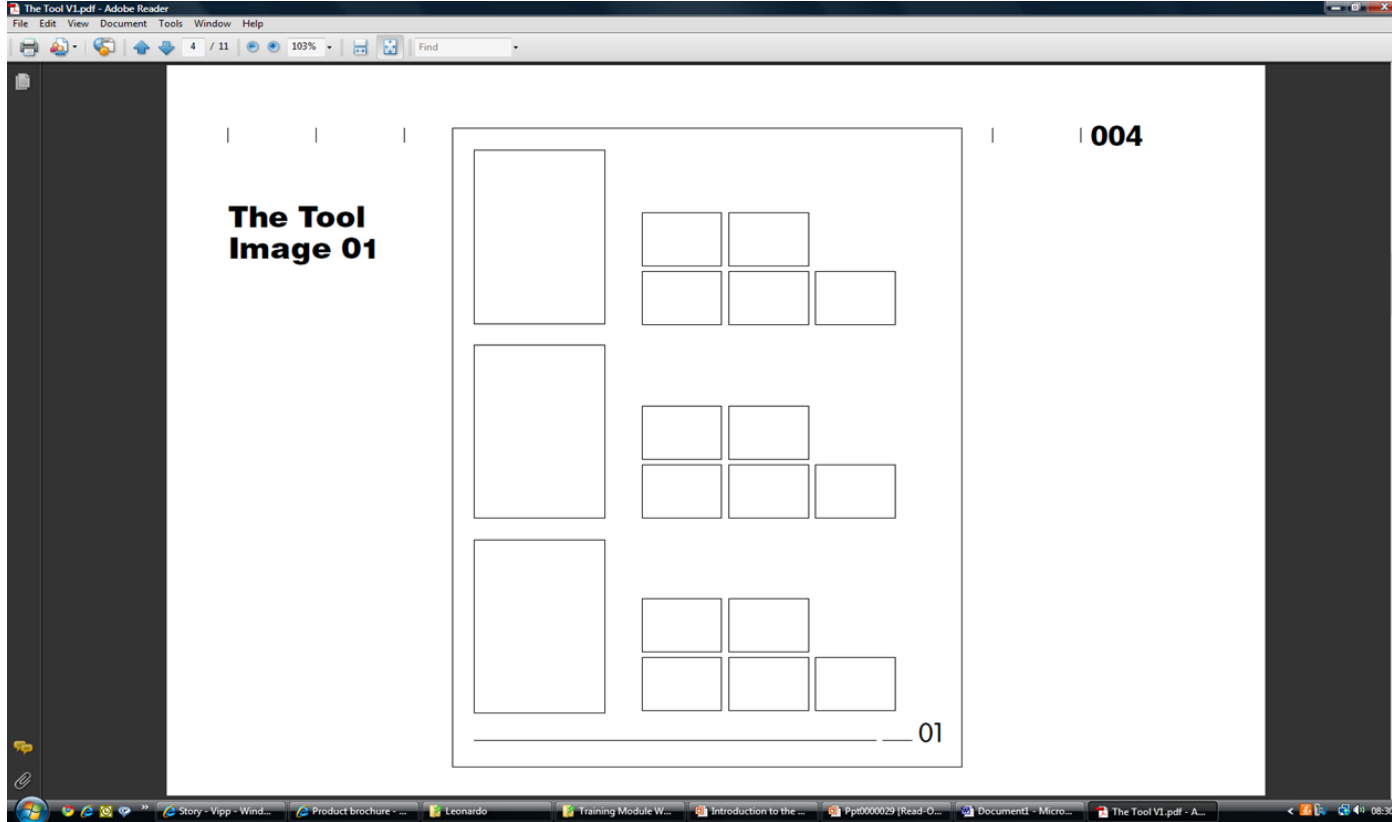 The Tool V1.pdf - Adobe Reader
File Edit View Document Tools Window Help
4 / 11 103% Find
004
The Tool
Image 01
01
Story - Vipp - Wind... Product brochure - ... Leonardo Training Module W... Introduction to the ... Ppt0000029 [Read-O... Document1 - Micro... The Tool V1.pdf - A... 08:30